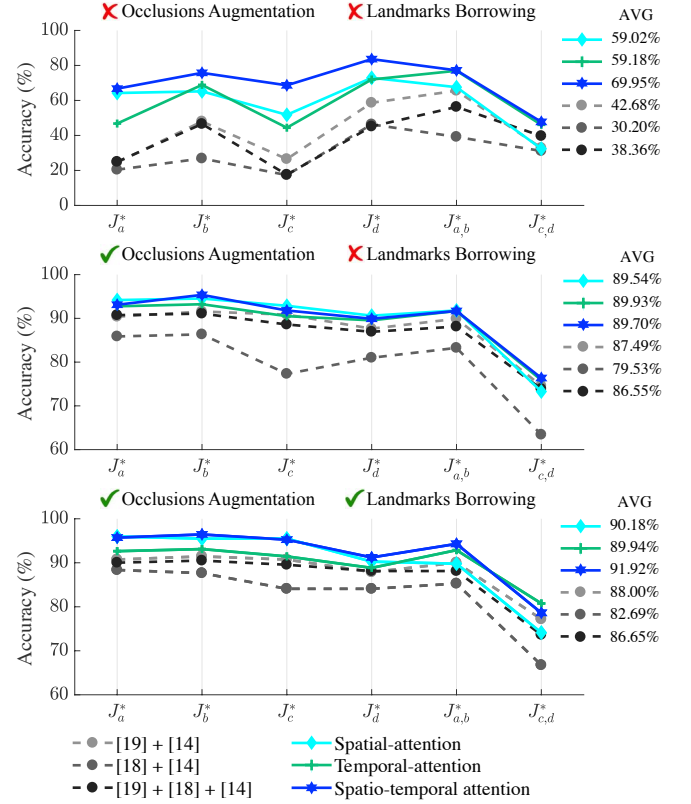 ✗ Occlusions Augmentation ✗ Landmarks Borrowing
AVG
100
80
60
40
20
0
Accuracy (%)
59.02%
59.18%
69.95%
42.68%
30.20%
38.36%
J*a J*b J*c J*d J*a,b J*c,d
✓ Occlusions Augmentation ✗ Landmarks Borrowing
AVG
100
90
80
70
60
Accuracy (%)
89.54%
89.93%
89.70%
87.49%
79.53%
86.55%
J*a J*b J*c J*d J*a,b J*c,d
✓ Occlusions Augmentation ✓ Landmarks Borrowing
AVG
100
90
80
70
60
Accuracy (%)
90.18%
89.94%
91.92%
88.00%
82.69%
86.65%
J*a J*b J*c J*d J*a,b J*c,d
[19] + [14] Spatial-attention
[18] + [14] Temporal-attention
[19] + [18] + [14] Spatio-temporal attention